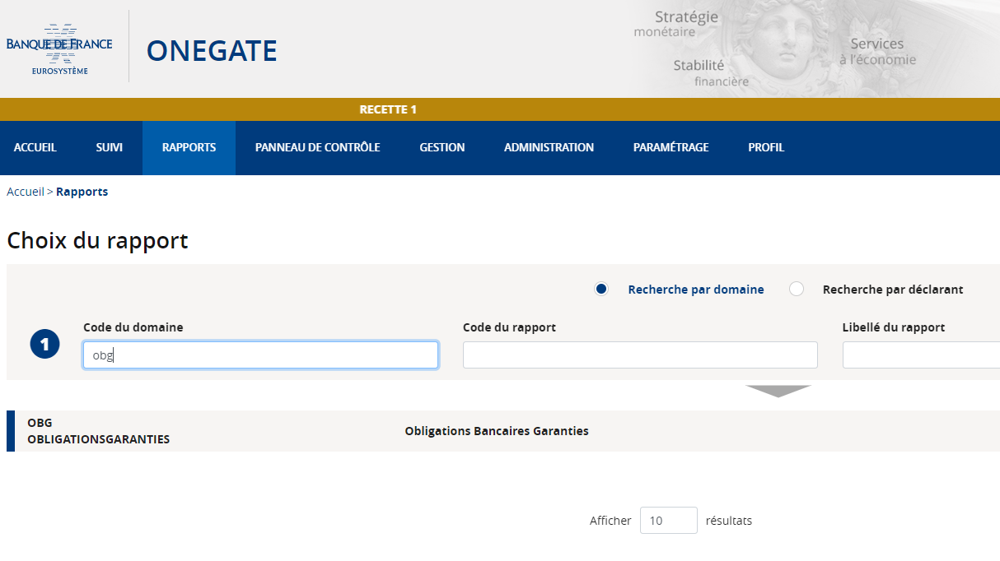 BANQUE DE FRANCE
EUROSYSTÈME
ONEGATE
Stratégie
monétaire
Stabilité
financière
Services
à l'économie
RECETTE 1
ACCUEIL SUIVI RAPPORTS PANNEAU DE CONTRÔLE GESTION ADMINISTRATION PARAMÉTRAGE PROFIL
Accueil > Rapports
Choix du rapport
Recherche par domaine Recherche par déclarant
1
Code du domaine Code du rapport Libellé du rapport
obg
OBG
OBLIGATIONSGARANTIES
Obligations Bancaires Garanties
Afficher 10 résultats